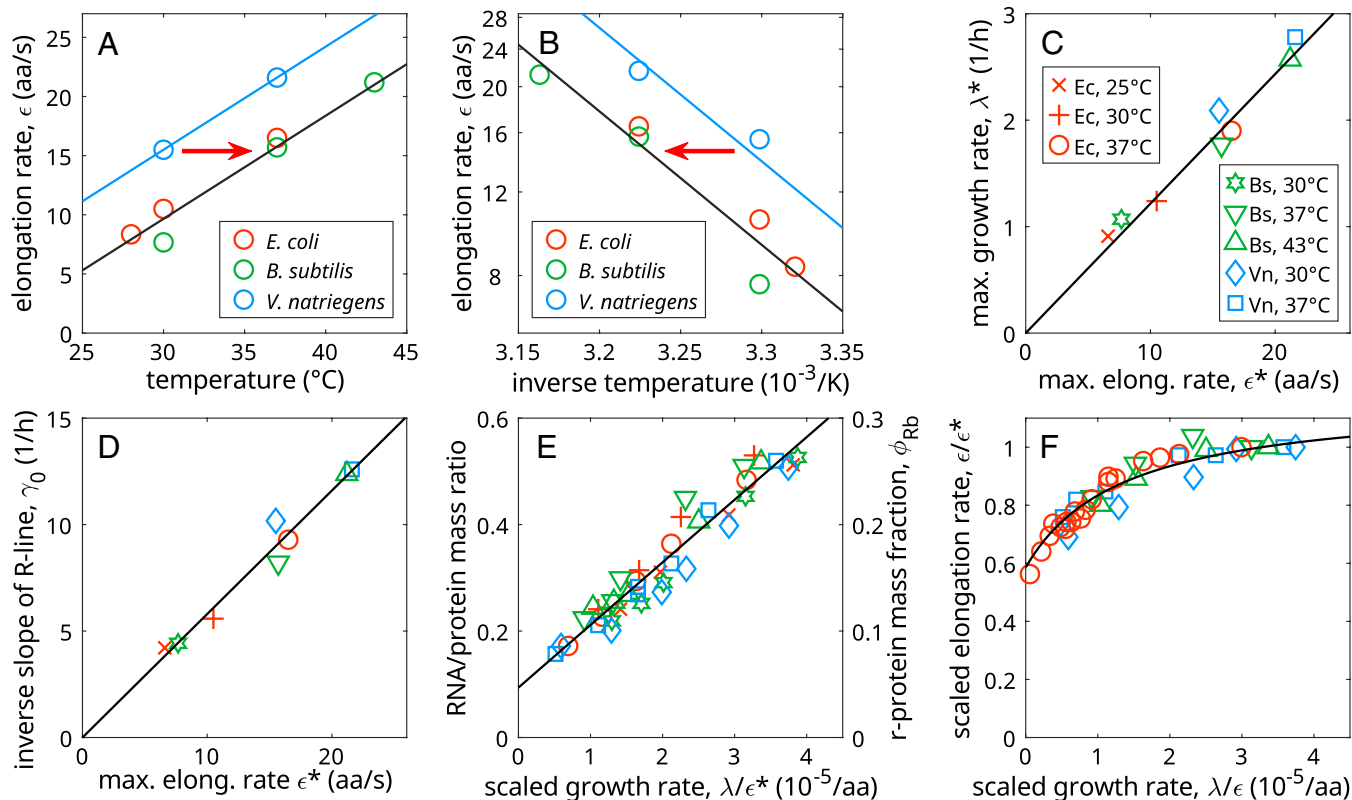 A
elongation rate, ϵ (aa/s)
25
20
15
10
5
0
E. coli
B. subtilis
V. natriegens
25 30 35 40 45
temperature (°C)
B
elongation rate, ϵ (aa/s)
28
24
20
16
12
8
E. coli
B. subtilis
V. natriegens
3.15 3.2 3.25 3.3 3.35
inverse temperature (10⁻³/K)
C
max. growth rate, λ* (1/h)
3
2
1
0
Ec, 25°C
Ec, 30°C
Ec, 37°C
Bs, 30°C
Bs, 37°C
Bs, 43°C
Vn, 30°C
Vn, 37°C
0 10 20
max. elong. rate, ϵ* (aa/s)
D
inverse slope of R-line, γ₀ (1/h)
15
10
5
0
0 10 20
max. elong. rate ϵ* (aa/s)
E
RNA/protein mass ratio
0.6
0.4
0.2
0
r-protein mass fraction, ϕRb
0.3
0.2
0.1
0
0 1 2 3 4
scaled growth rate, λ/ϵ* (10⁻⁵/aa)
F
scaled elongation rate, ϵ/ϵ*
1
0.8
0.6
0.4
0.2
0
0 1 2 3 4
scaled growth rate, λ/ϵ (10⁻⁵/aa)